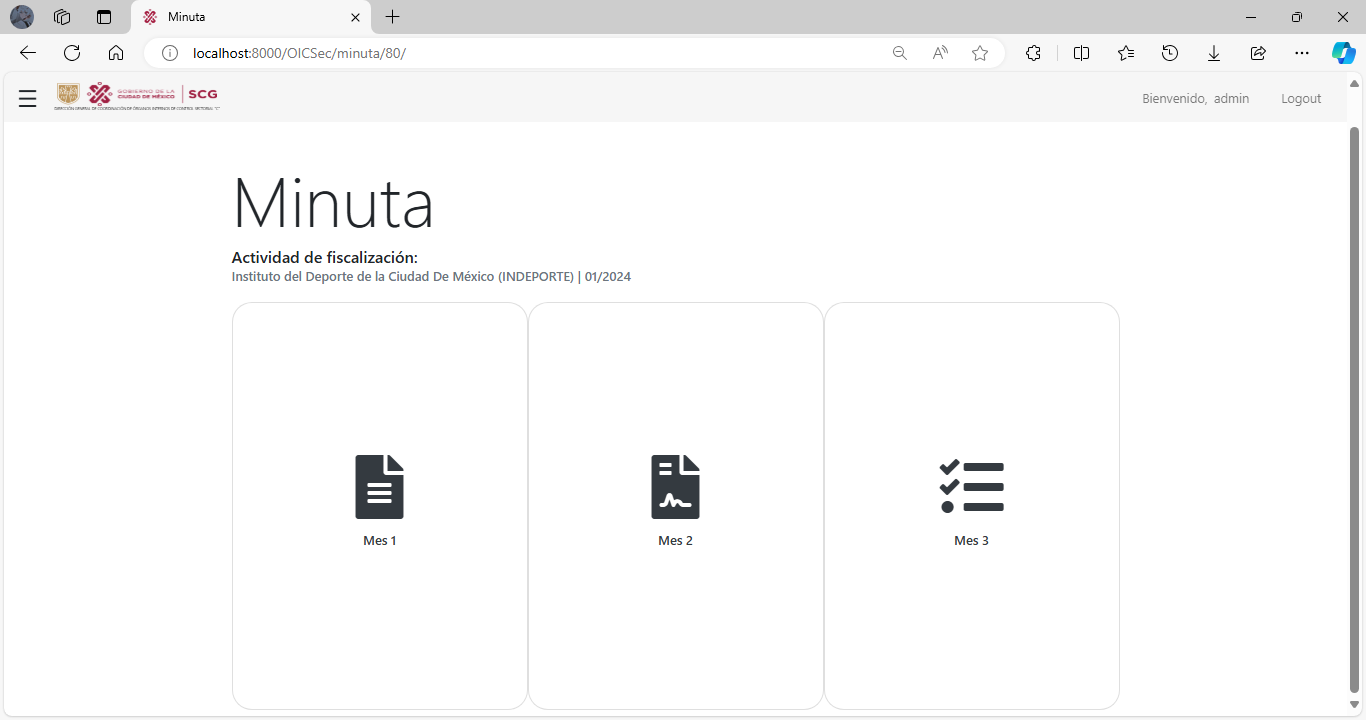 Minuta
localhost:8000/OICSec/minuta/80/
GOBIERNO DE LA
CIUDAD DE MÉXICO
SCG
DIRECCIÓN GENERAL DE COORDINACIÓN DE ÓRGANOS INTERNOS DE CONTROL SECTORIAL "C"
Bienvenido, admin
Logout
Minuta
Actividad de fiscalización:
Instituto del Deporte de la Ciudad De México (INDEPORTE) | 01/2024
Mes 1
Mes 2
Mes 3